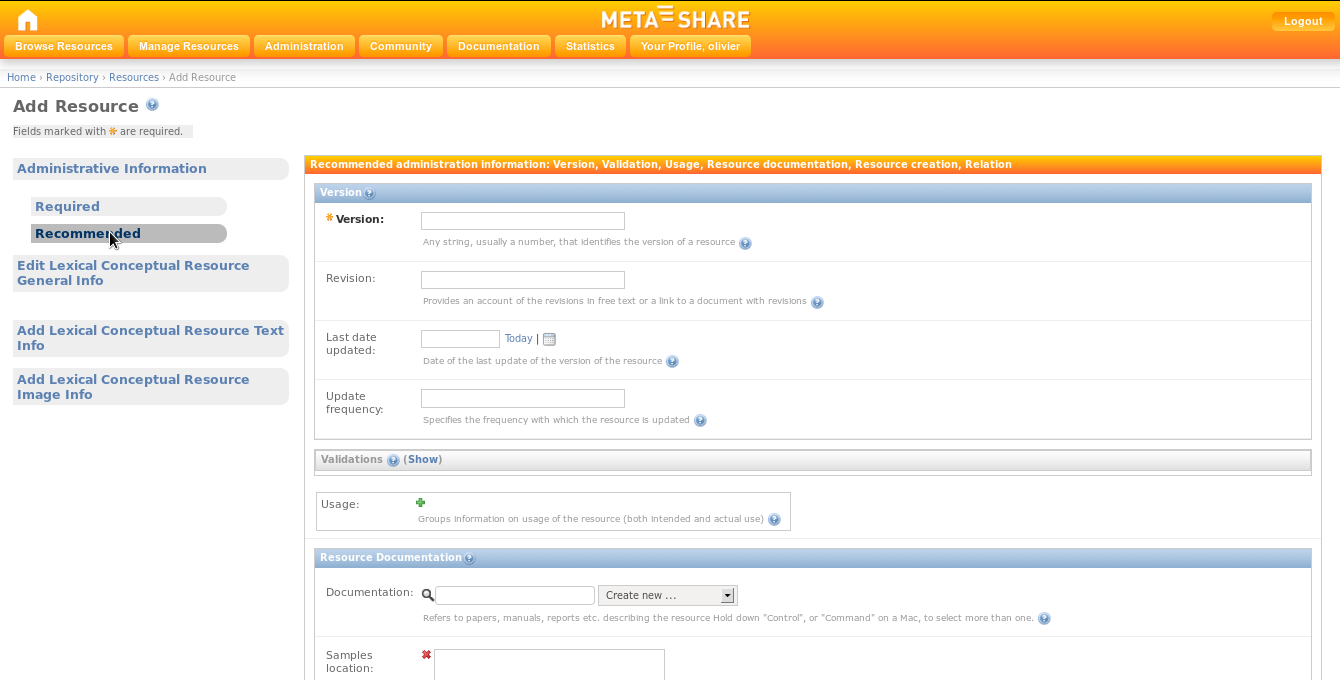 META SHARE
Logout
Browse Resources Manage Resources Administration Community Documentation Statistics Your Profile, olivier
Home › Repository › Resources › Add Resource
Add Resource
Fields marked with * are required.
Administrative Information
Required
Recommended
Edit Lexical Conceptual Resource
General Info
Add Lexical Conceptual Resource Text
Info
Add Lexical Conceptual Resource
Image Info
Recommended administration information: Version, Validation, Usage, Resource documentation, Resource creation, Relation
Version
* Version:
Any string, usually a number, that identifies the version of a resource
Revision:
Provides an account of the revisions in free text or a link to a document with revisions
Last date
updated:
Today |
Date of the last update of the version of the resource
Update
frequency:
Specifies the frequency with which the resource is updated
Validations (Show)
Usage:
Groups information on usage of the resource (both intended and actual use)
Resource Documentation
Documentation:
Create new ...
Refers to papers, manuals, reports etc. describing the resource Hold down "Control", or "Command" on a Mac, to select more than one.
Samples
location: